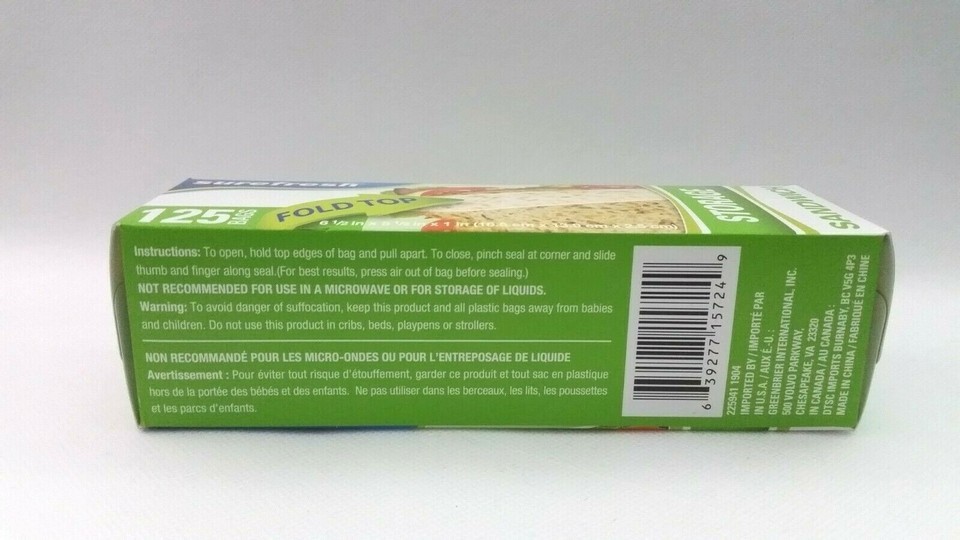 surefresh
125 BAGS
FOLD TOP
STORAGE
SANDWICH
Instructions: To open, hold top edges of bag and pull apart. To close, pinch seal at corner and slide
thumb and finger along seal.(For best results, press air out of bag before sealing.)
NOT RECOMMENDED FOR USE IN A MICROWAVE OR FOR STORAGE OF LIQUIDS.
Warning: To avoid danger of suffocation, keep this product and all plastic bags away from babies
and children. Do not use this product in cribs, beds, playpens or strollers.
NON RECOMMANDÉ POUR LES MICRO-ONDES OU POUR L'ENTREPOSAGE DE LIQUIDE
Avertissement : Pour éviter tout risque d'étouffement, garder ce produit et tout sac en plastique
hors de la portée des bébés et des enfants. Ne pas utiliser dans les berceaux, les lits, les poussettes
et les parcs d'enfants.
6 39277 15724 9
225941 1904
IMPORTED BY / IMPORTÉ PAR
IN U.S.A. / AUX É.-U. :
GREENBRIER INTERNATIONAL, INC.
500 VOLVO PARKWAY,
CHESAPEAKE, VA 23320
IN CANADA / AU CANADA :
DTSC IMPORTS BURNABY, BC V5G 4P3
MADE IN CHINA / FABRIQUÉ EN CHINE